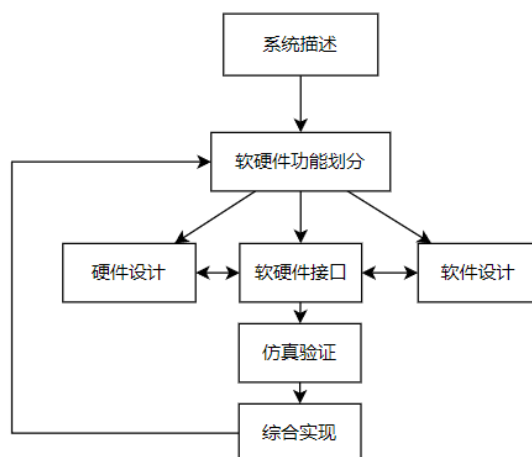 系统描述
软硬件功能划分
硬件设计
软硬件接口
软件设计
仿真验证
综合实现